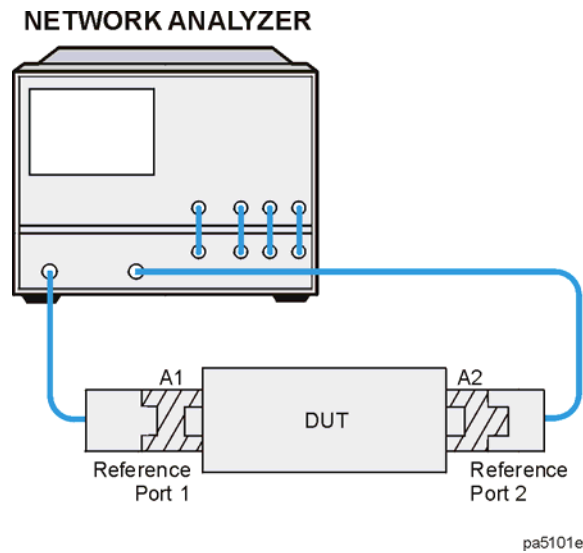 NETWORK ANALYZER
A1
A2
DUT
Reference
Port 1
Reference
Port 2
pa5101e